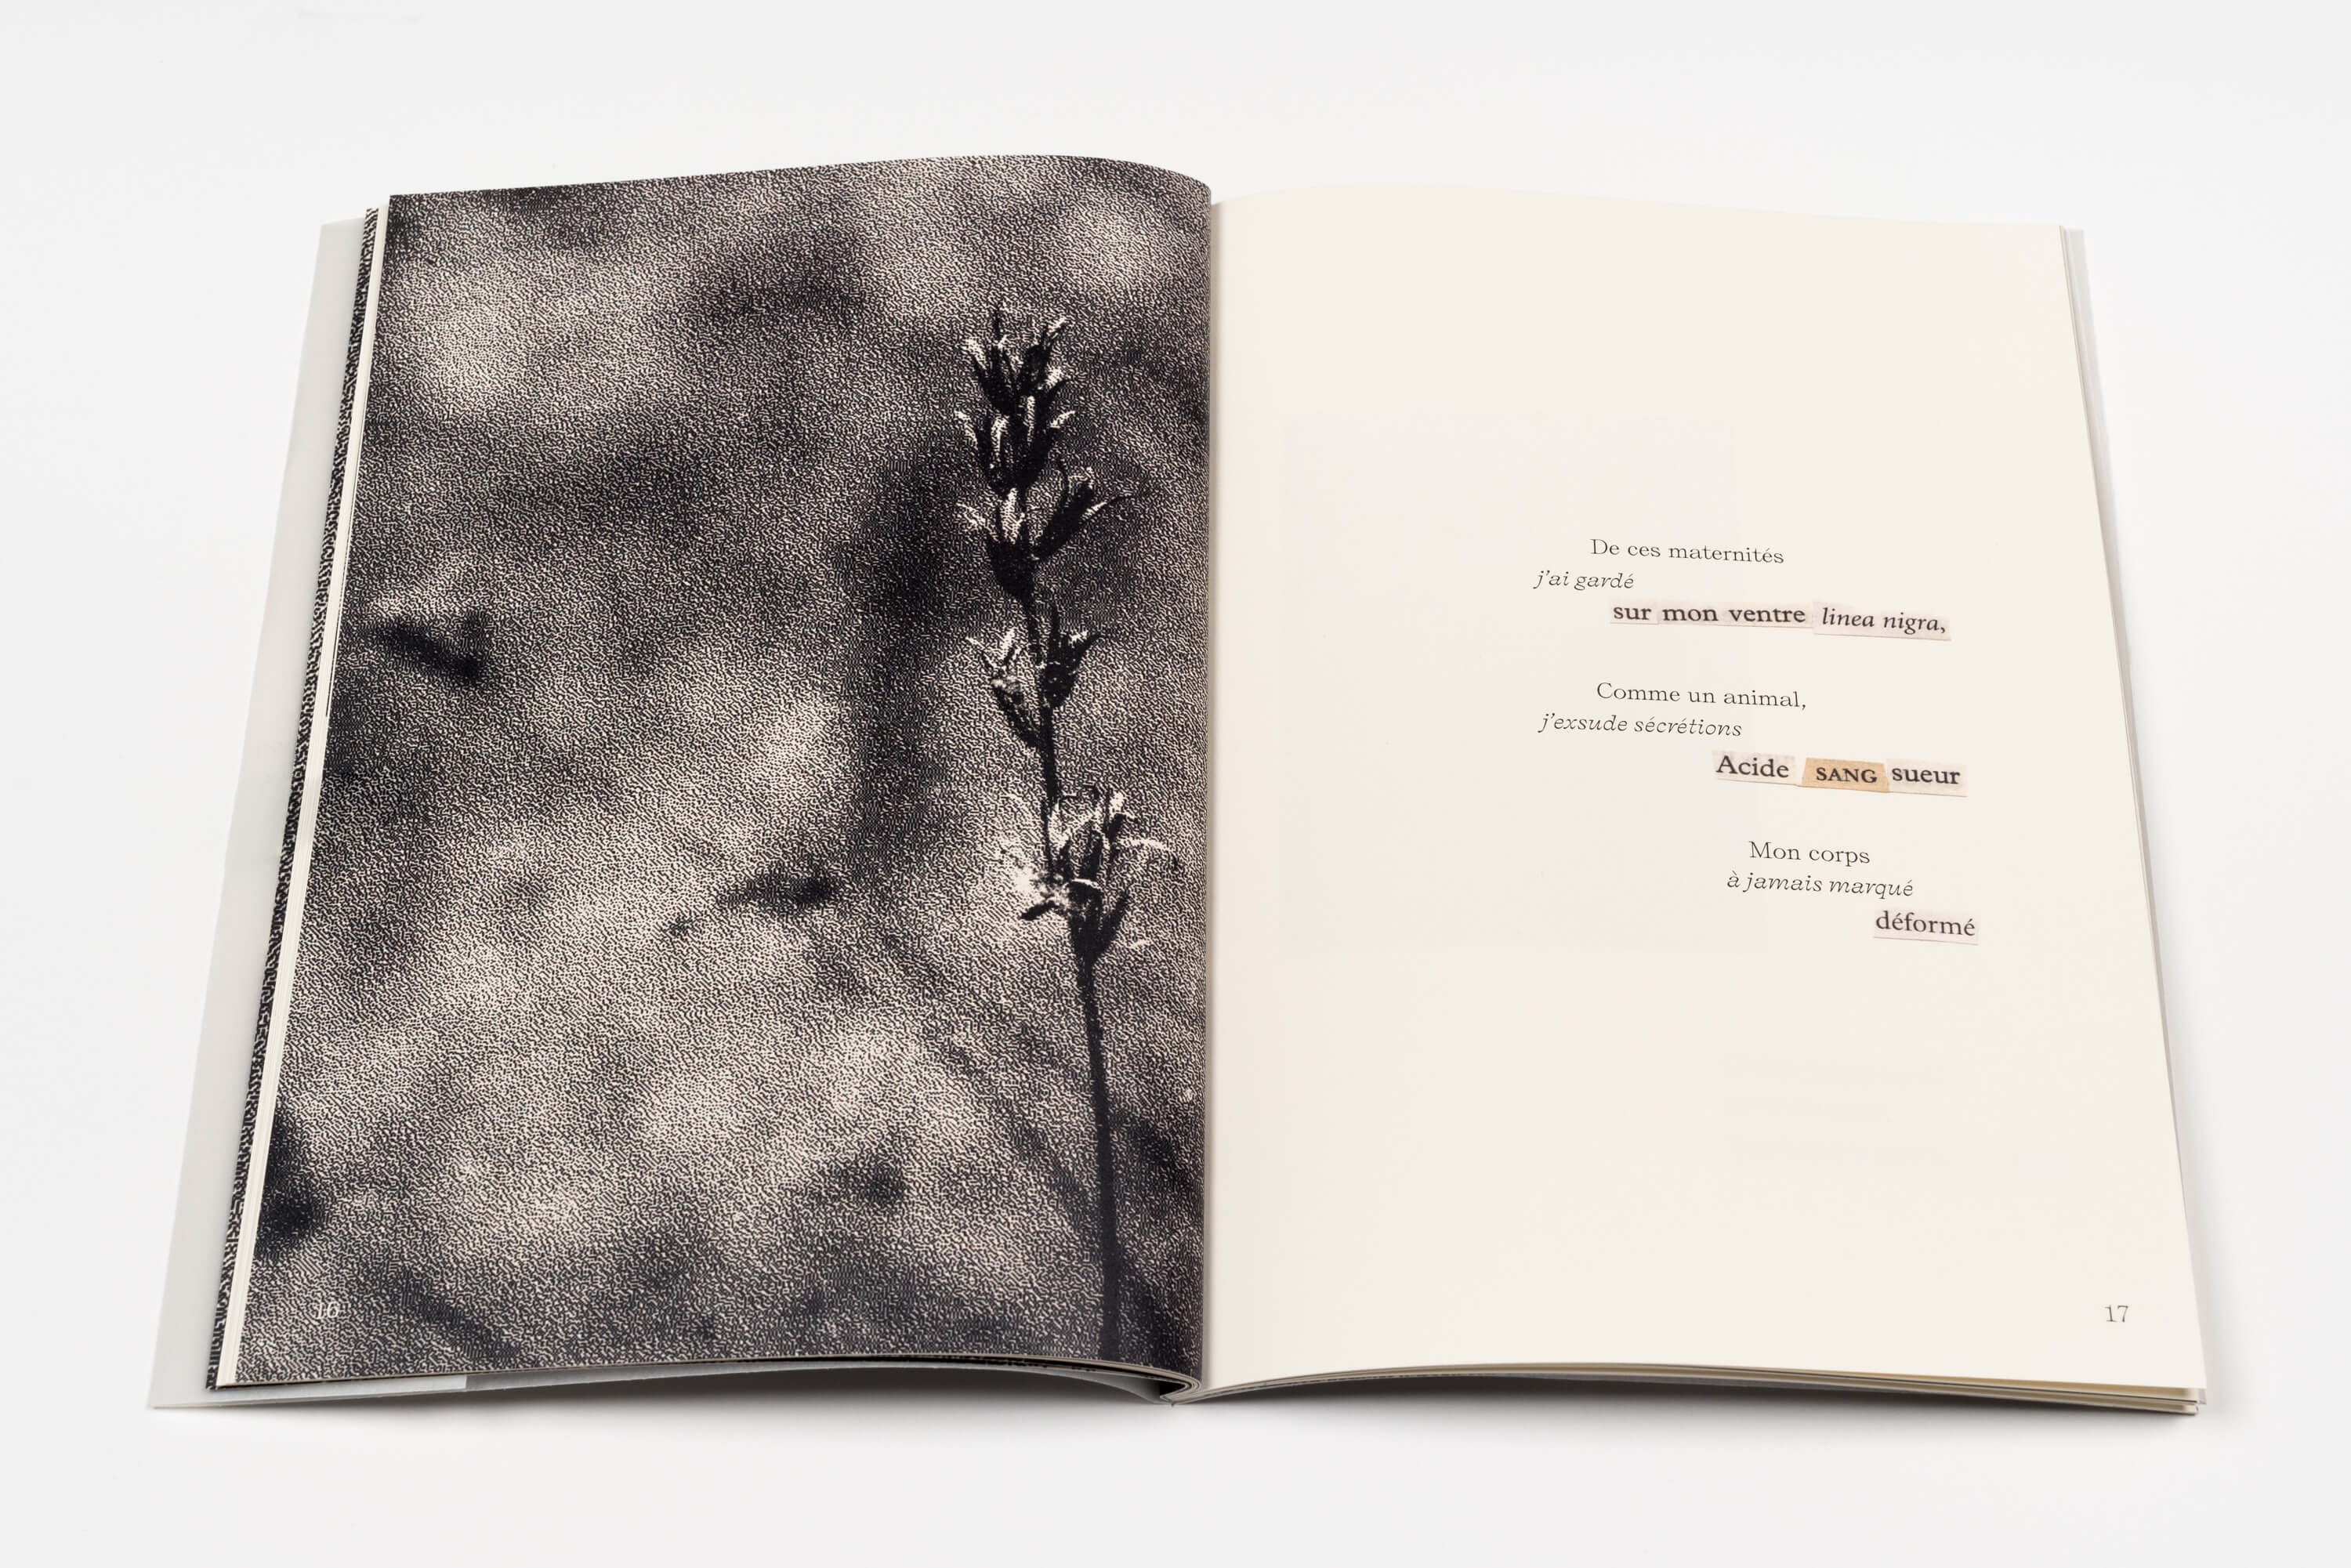 De ces maternités
j'ai gardé
sur mon ventre linea nigra,
Comme un animal,
j'exsude sécrétions
Acide SANG sueur
Mon corps
à jamais marqué
déformé
16
17